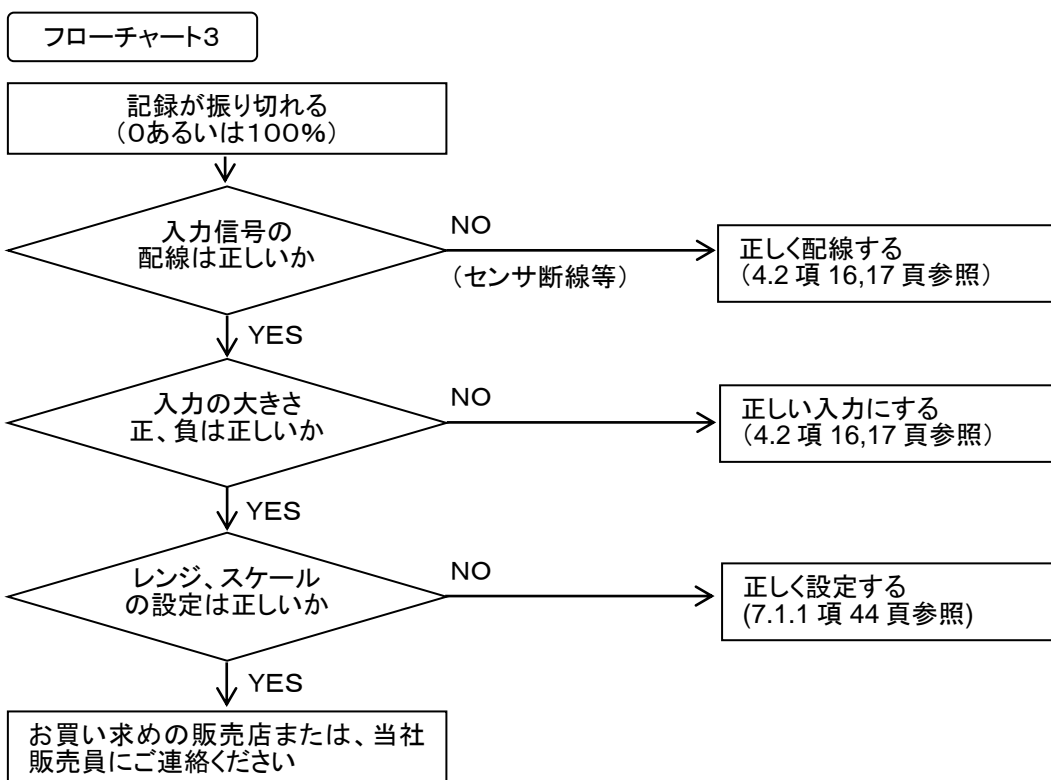 フローチャート3
記録が振り切れる
（0あるいは100%）
入力信号の
配線は正しいか
NO
（センサ断線等）
正しく配線する
（4.2 項 16,17 頁参照）
YES
入力の大きさ
正、負は正しいか
NO
正しい入力にする
（4.2 項 16,17 頁参照）
YES
レンジ、スケール
の設定は正しいか
NO
正しく設定する
(7.1.1 項 44 頁参照)
YES
お買い求めの販売店または、当社
販売員にご連絡ください